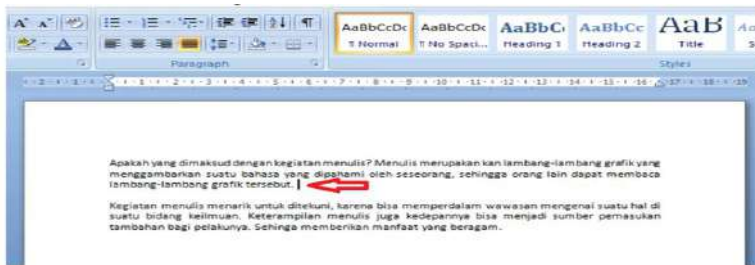 AaBbCcDc AaBbCcDc AaBbCc AaBbCc AaB
¶ Normal ¶ No Spaci... Heading 1 Heading 2 Title
Paragraph Styles
Apakah yang dimaksud dengan kegiatan menulis? Menulis merupakan kan lambang-lambang grafik yang
menggambarkan suatu bahasa yang dipahami oleh seseorang, sehingga orang lain dapat membaca
lambang-lambang grafik tersebut.
Kegiatan menulis menarik untuk ditekuni, karena bisa memperdalam wawasan mengenai suatu hal di
suatu bidang keilmuan. Keterampilan menulis juga kedepannya bisa menjadi sumber pemasukan
tambahan bagi pelakunya. Sehinga memberikan manfaat yang beragam.